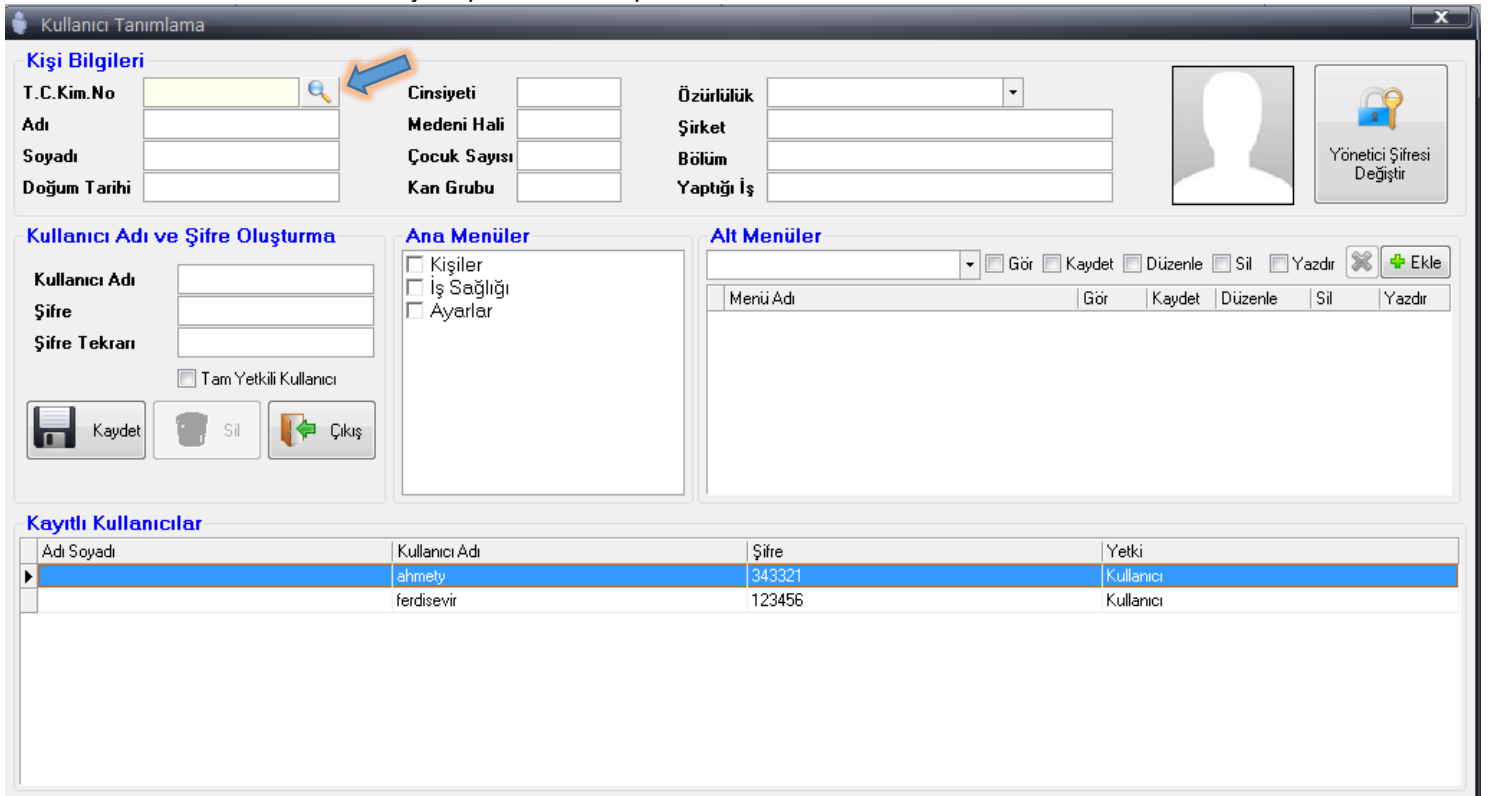 Kullanıcı Tanımlama
x
Kişi Bilgileri
T.C.Kim.No
Adı
Soyadı
Doğum Tarihi
Cinsiyeti
Medeni Hali
Çocuk Sayısı
Kan Grubu
Özürlülük
Şirket
Bölüm
Yaptığı İş
Yönetici Şifresi
Değiştir
Kullanıcı Adı ve Şifre Oluşturma
Kullanıcı Adı
Şifre
Şifre Tekrarı
Tam Yetkili Kullanıcı
Kaydet
Sil
Çıkış
Ana Menüler
Kişiler
İş Sağlığı
Ayarlar
Alt Menüler
Gör Kaydet Düzenle Sil Yazdır Ekle
Menü Adı Gör Kaydet Düzenle Sil Yazdır
Kayıtlı Kullanıcılar
Adı Soyadı Kullanıcı Adı Şifre Yetki
ahmety 343321 Kullanıcı
ferdisevir 123456 Kullanıcı